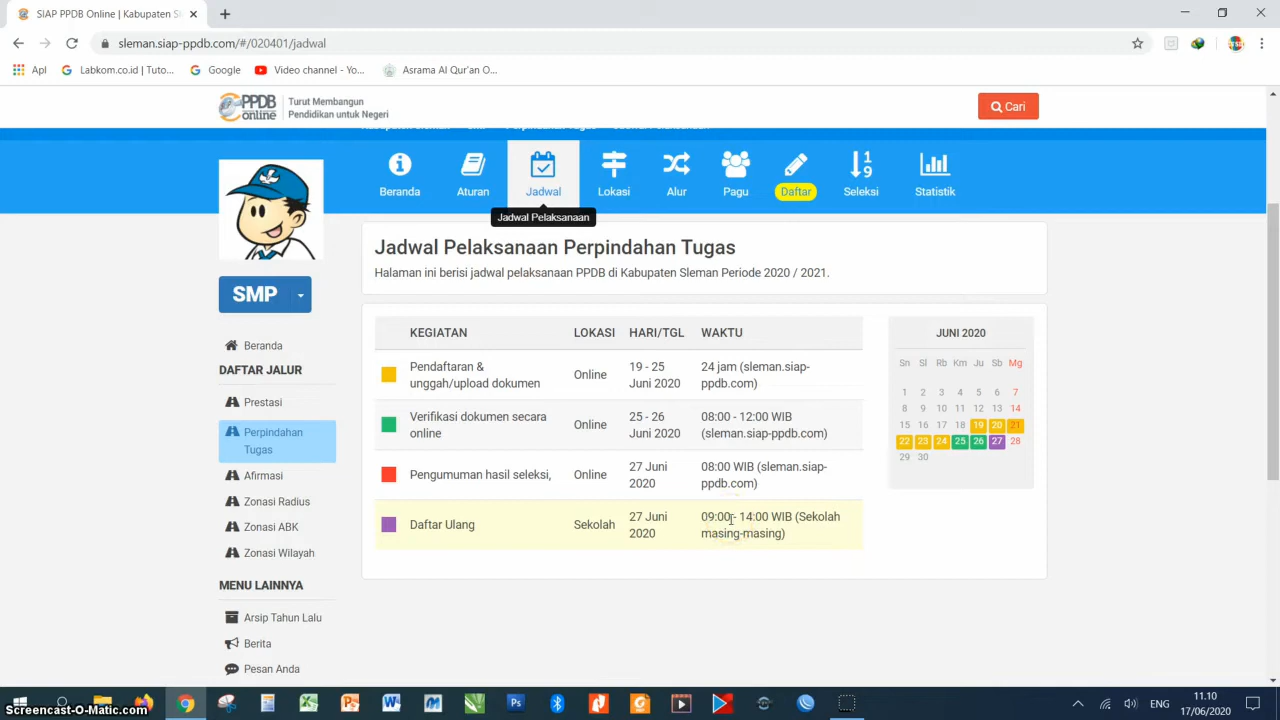 SIAP PPDB Online | Kabupaten S
sleman.siap-ppdb.com/#/020401/jadwal
Apl
Labkom.co.id | Tuto...
Google
Video channel - Yo...
Asrama Al Qur'an O...
PPDB online
Turut Membangun
Pendidikan untuk Negeri
Cari
Beranda
Aturan
Jadwal
Lokasi
Alur
Pagu
Daftar
Seleksi
Statistik
Jadwal Pelaksanaan
SMP
Beranda
DAFTAR JALUR
Prestasi
Perpindahan
Tugas
Afirmasi
Zonasi Radius
Zonasi ABK
Zonasi Wilayah
MENU LAINNYA
Arsip Tahun Lalu
Berita
Pesan Anda
Jadwal Pelaksanaan Perpindahan Tugas
Halaman ini berisi jadwal pelaksanaan PPDB di Kabupaten Sleman Periode 2020 / 2021.
KEGIATAN LOKASI HARI/TGL WAKTU
Pendaftaran & unggah/upload dokumen Online 19 - 25 Juni 2020 24 jam (sleman.siap-ppdb.com)
Verifikasi dokumen secara online Online 25 - 26 Juni 2020 08:00 - 12:00 WIB (sleman.siap-ppdb.com)
Pengumuman hasil seleksi, Online 27 Juni 2020 08:00 WIB (sleman.siap-ppdb.com)
Daftar Ulang Sekolah 27 Juni 2020 09:00 - 14:00 WIB (Sekolah masing-masing)
JUNI 2020
Sn Sl Rb Km Ju Sb Mg
1 2 3 4 5 6 7
8 9 10 11 12 13 14
15 16 17 18 19 20 21
22 23 24 25 26 27 28
29 30
ENG
11.10
17/06/2020
Screencast-O-Matic.com